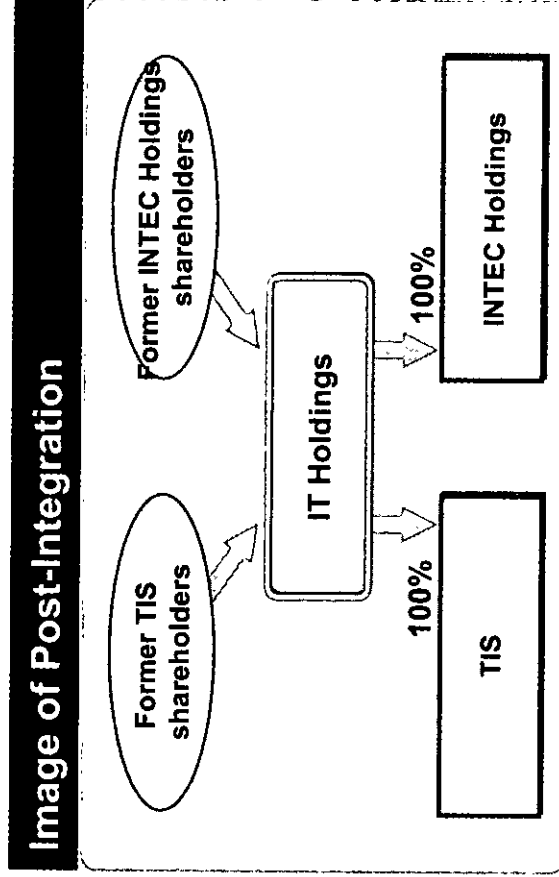 Image of Post-Integration
Former TIS
shareholders
Former INTEC Holdings
shareholders
IT Holdings
100%
100%
TIS
INTEC Holdings